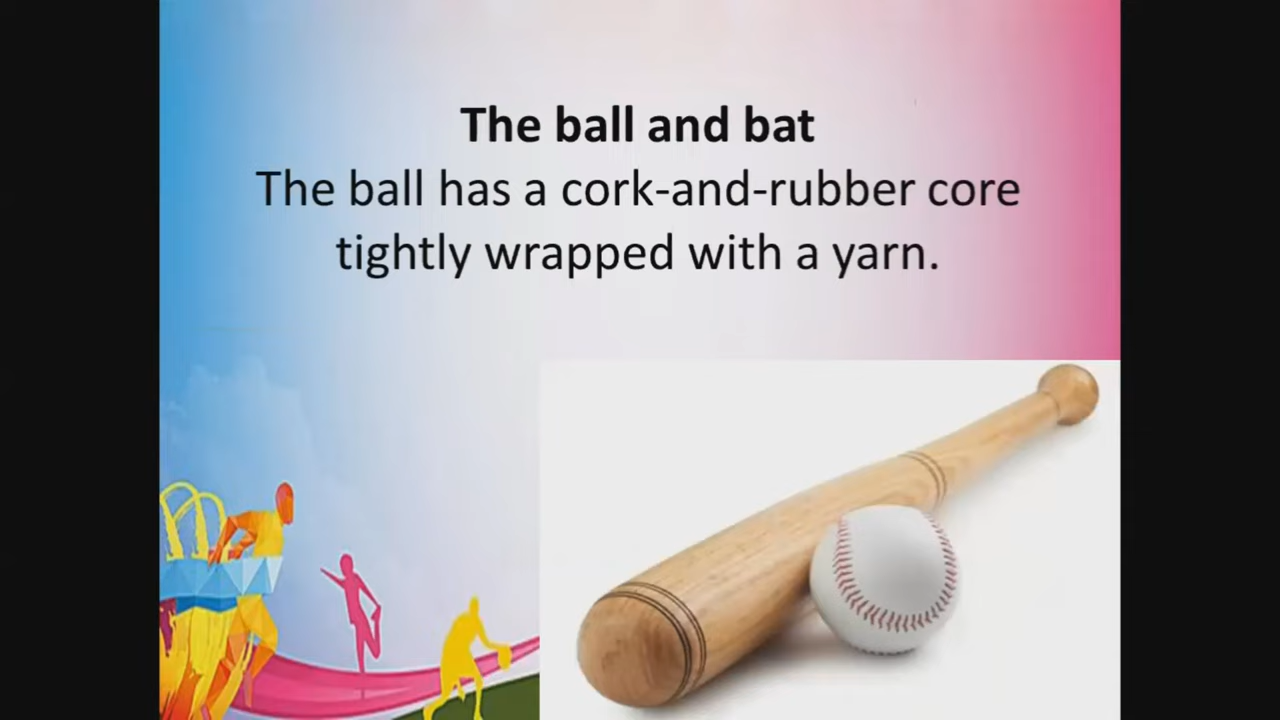 The ball and bat
The ball has a cork-and-rubber core
tightly wrapped with a yarn.